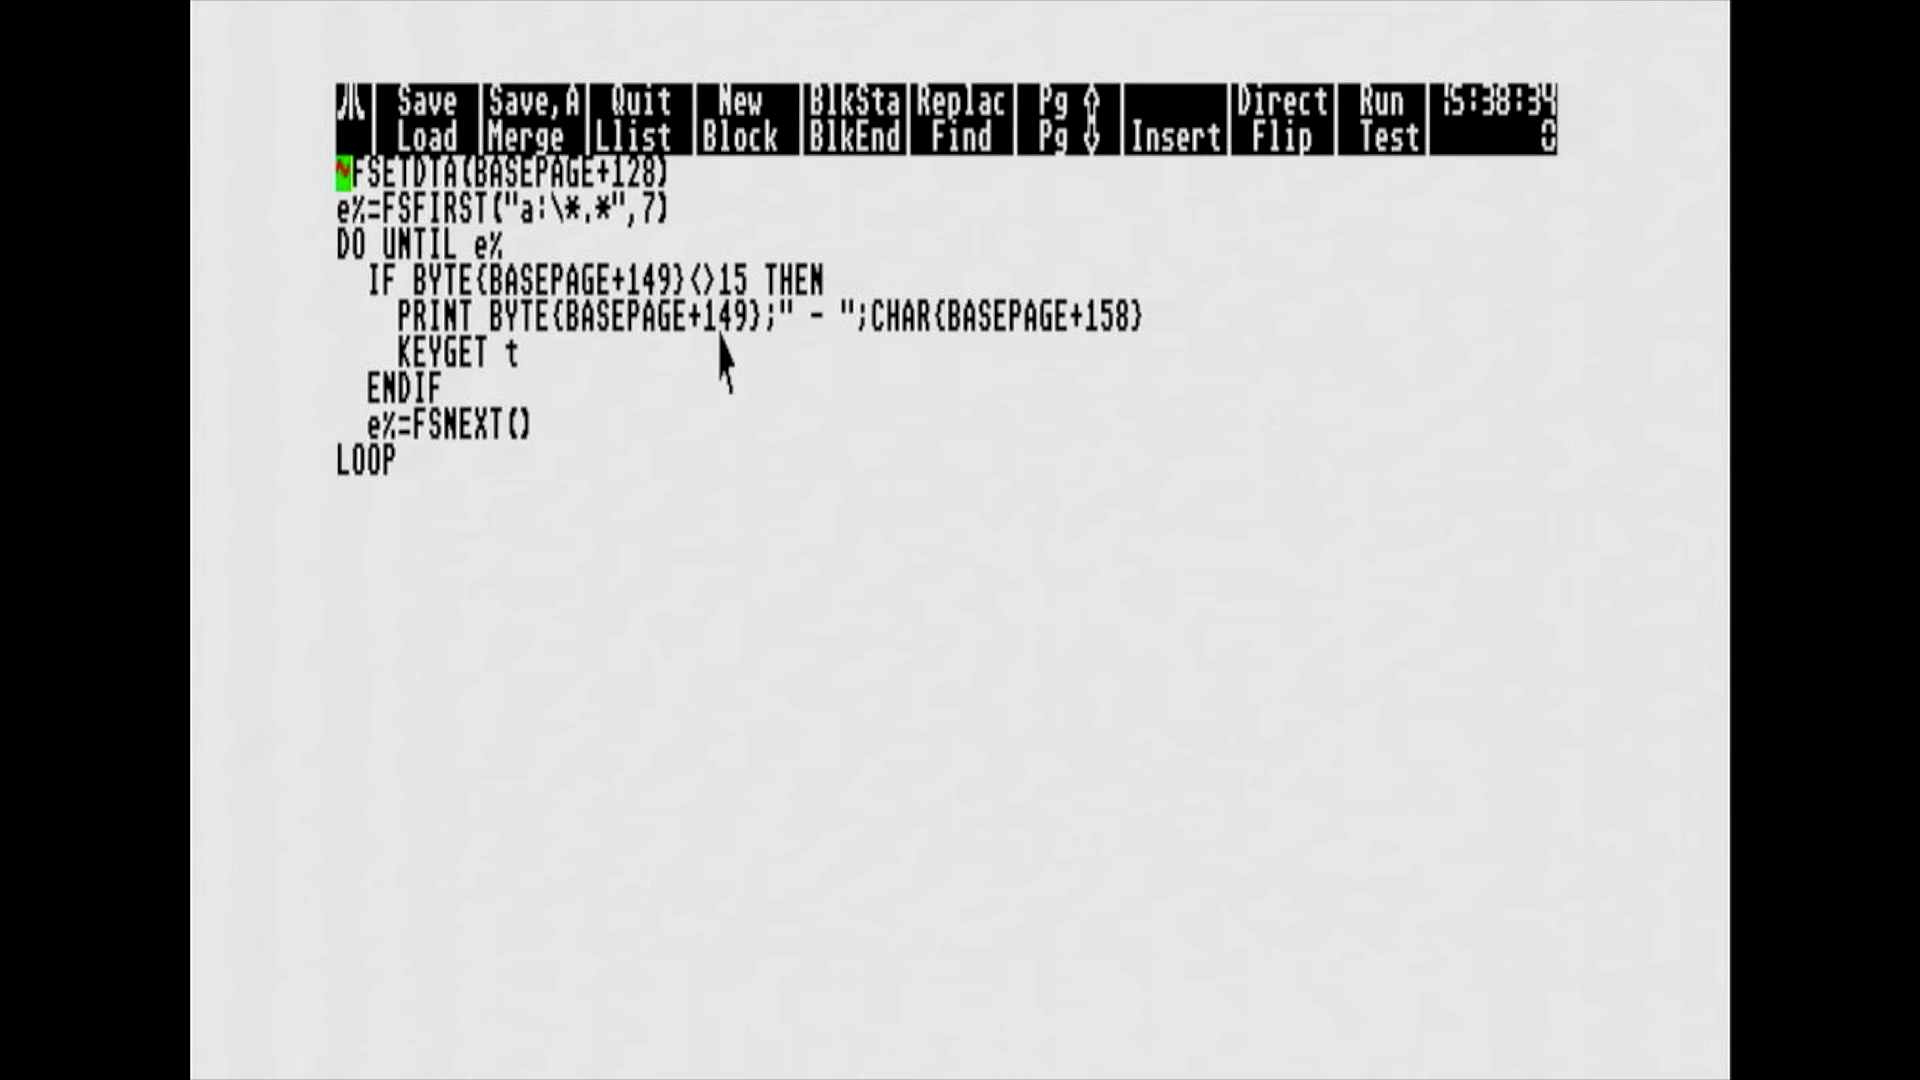 Save Save,A Quit New BlkSta Replac Pg ⇧ Direct Run 15:38:34
Load Merge Llist Block BlkEnd Find Pg ⇩ Insert Flip Test 0
~FSETDTA(BASEPAGE+128)
e%=FSFIRST("a:\*.*",7)
DO UNTIL e%
  IF BYTE{BASEPAGE+149}<>15 THEN
    PRINT BYTE{BASEPAGE+149};" - ";CHAR{BASEPAGE+158}
    KEYGET t
  ENDIF
  e%=FSNEXT()
LOOP